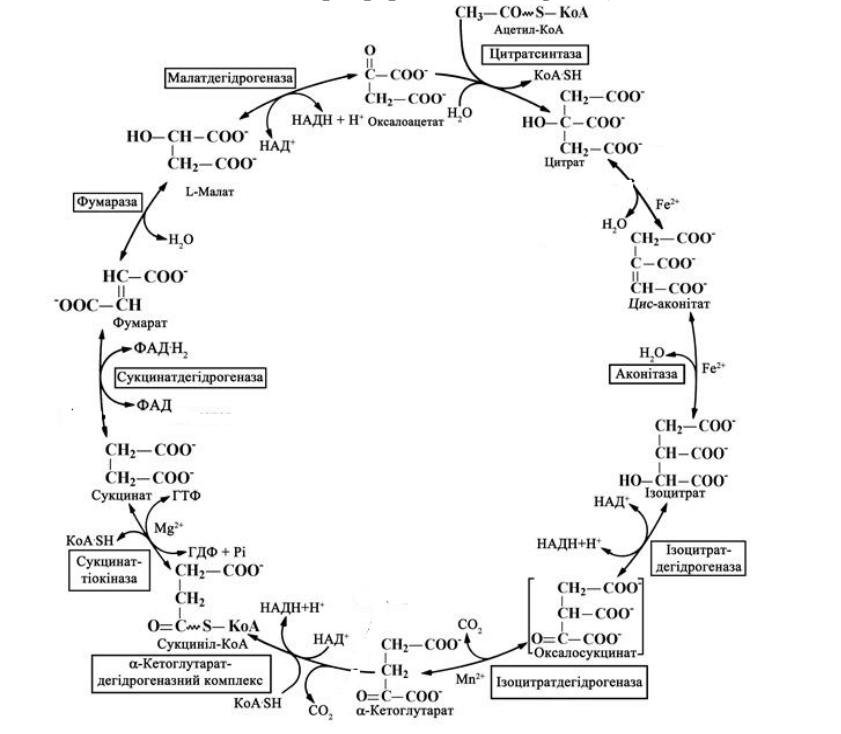 CH₃—CO~S—KoA
Ацетил-КоА
Цитратсинтаза
KoA·SH
H₂O
O
||
C—COO⁻
CH₂—COO⁻
Оксалоацетат
CH₂—COO⁻
HO—C—COO⁻
CH₂—COO⁻
Цитрат
Fe²⁺
H₂O
CH₂—COO⁻
C—COO⁻
||
CH—COO⁻
Цис-аконітат
H₂O
Аконітаза
Fe²⁺
CH₂—COO⁻
CH—COO⁻
HO—CH—COO⁻
Ізоцитрат
НАД⁺
НАДН+Н⁺
Ізоцитрат-
дегідрогеназа
CH₂—COO⁻
CH—COO⁻
O=C—COO⁻
Оксалосукцинат
CO₂
Mn²⁺
Ізоцитратдегідрогеназа
CH₂—COO⁻
CH₂
O=C—COO⁻
α-Кетоглутарат
НАДН+Н⁺
НАД⁺
KoA·SH
CO₂
α-Кетоглутарат-
дегідрогеназний комплекс
CH₂—COO⁻
CH₂
O=C~S—KoA
Сукциніл-КоА
ГТФ
Mg²⁺
KoA·SH
ГДФ + Pi
Сукцинат-
тіокіназа
CH₂—COO⁻
CH₂—COO⁻
Сукцинат
ФАД·H₂
Сукцинатдегідрогеназа
ФАД
HC—COO⁻
||
⁻OOC—CH
Фумарат
Фумараза
H₂O
HO—CH—COO⁻
CH₂—COO⁻
L-Малат
Малатдегідрогеназа
НАДН + Н⁺
НАД⁺